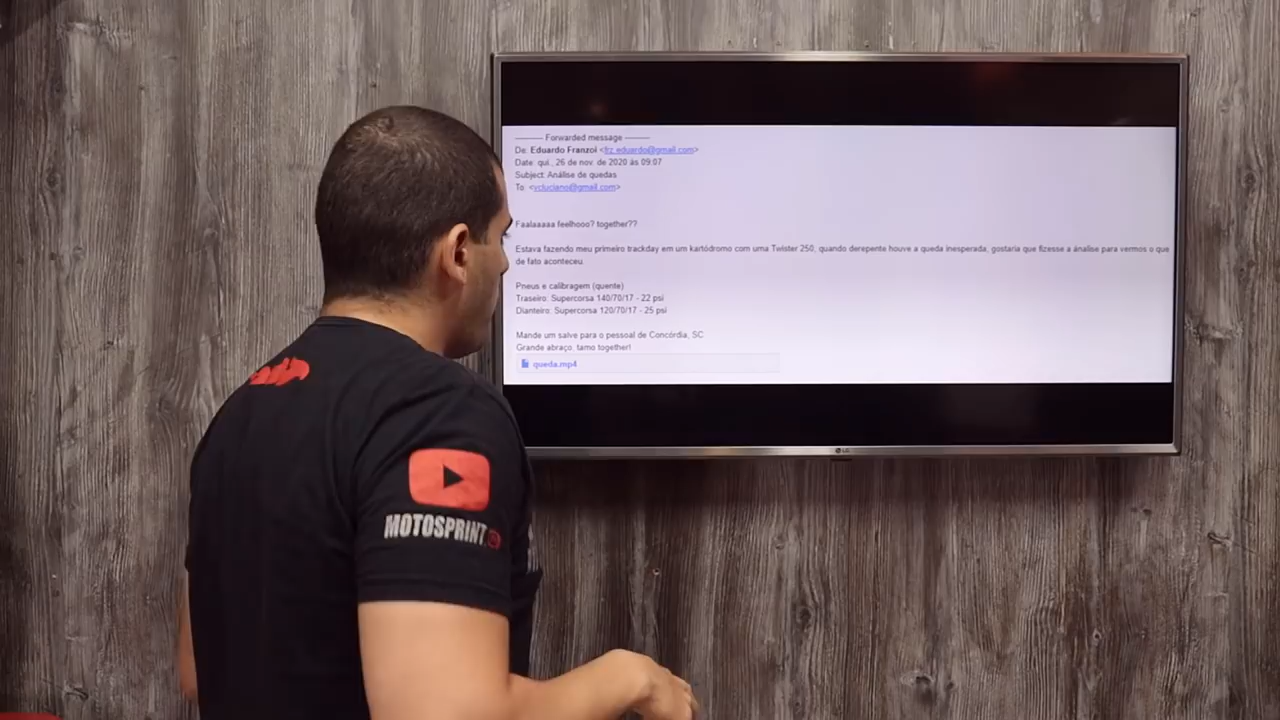 ---------- Forwarded message ----------
De: Eduardo Franzoi <frz.eduardo@gmail.com>
Date: qui., 26 de nov. de 2020 às 09:07
Subject: Análise de quedas
To: <vcluciano@gmail.com>
Faalaaaaa feelhooo? together??
Estava fazendo meu primeiro trackday em um kartódromo com uma Twister 250, quando derepente houve a queda inesperada, gostaria que fizesse a ánalise para vermos o que
de fato aconteceu.
Pneus e calibragem (quente)
Traseiro: Supercorsa 140/70/17 - 22 psi
Dianteiro: Supercorsa 120/70/17 - 25 psi
Mande um salve para o pessoal de Concórdia, SC
Grande abraço, tamo together!
queda.mp4
LG
MOTOSPRINT